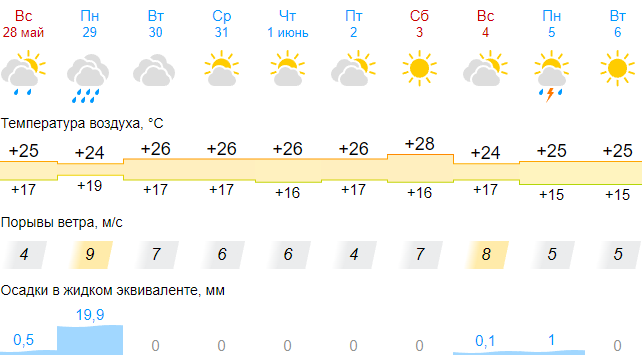 Вс Пн Вт Ср Чт Пт Сб Вс Пн Вт
28 май 29 30 31 1 июнь 2 3 4 5 6
Температура воздуха, °C
+25 +24 +26 +26 +26 +26 +28 +24 +25 +25
+17 +19 +17 +17 +16 +17 +16 +17 +15 +15
Порывы ветра, м/с
4 9 7 6 6 4 7 8 5 5
Осадки в жидком эквиваленте, мм
0,5 19,9 0 0 0 0 0 0,1 1 0